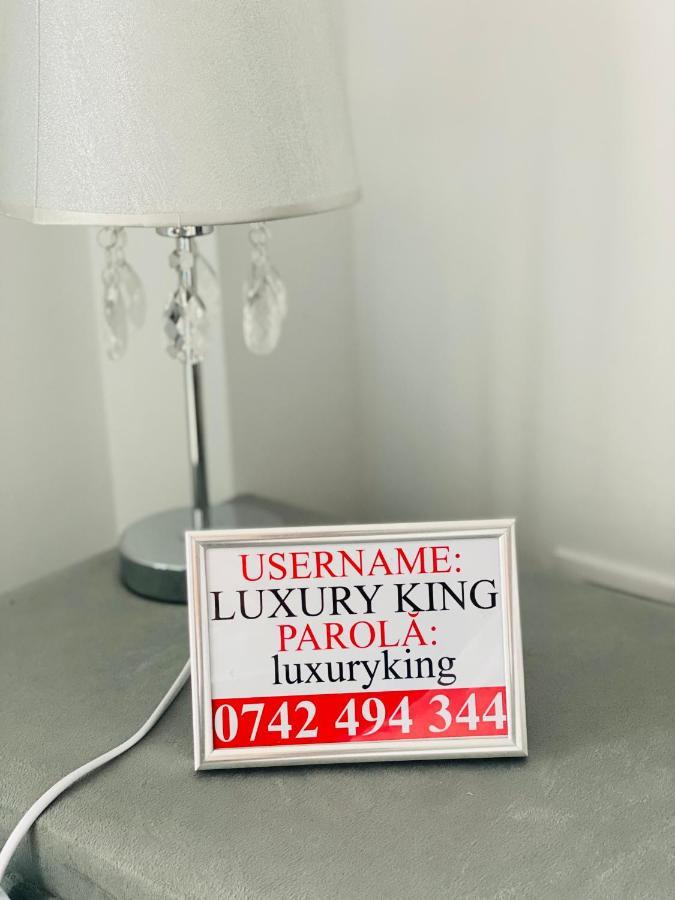 USERNAME:
LUXURY KING
PAROLĂ:
luxuryking
0742 494 344